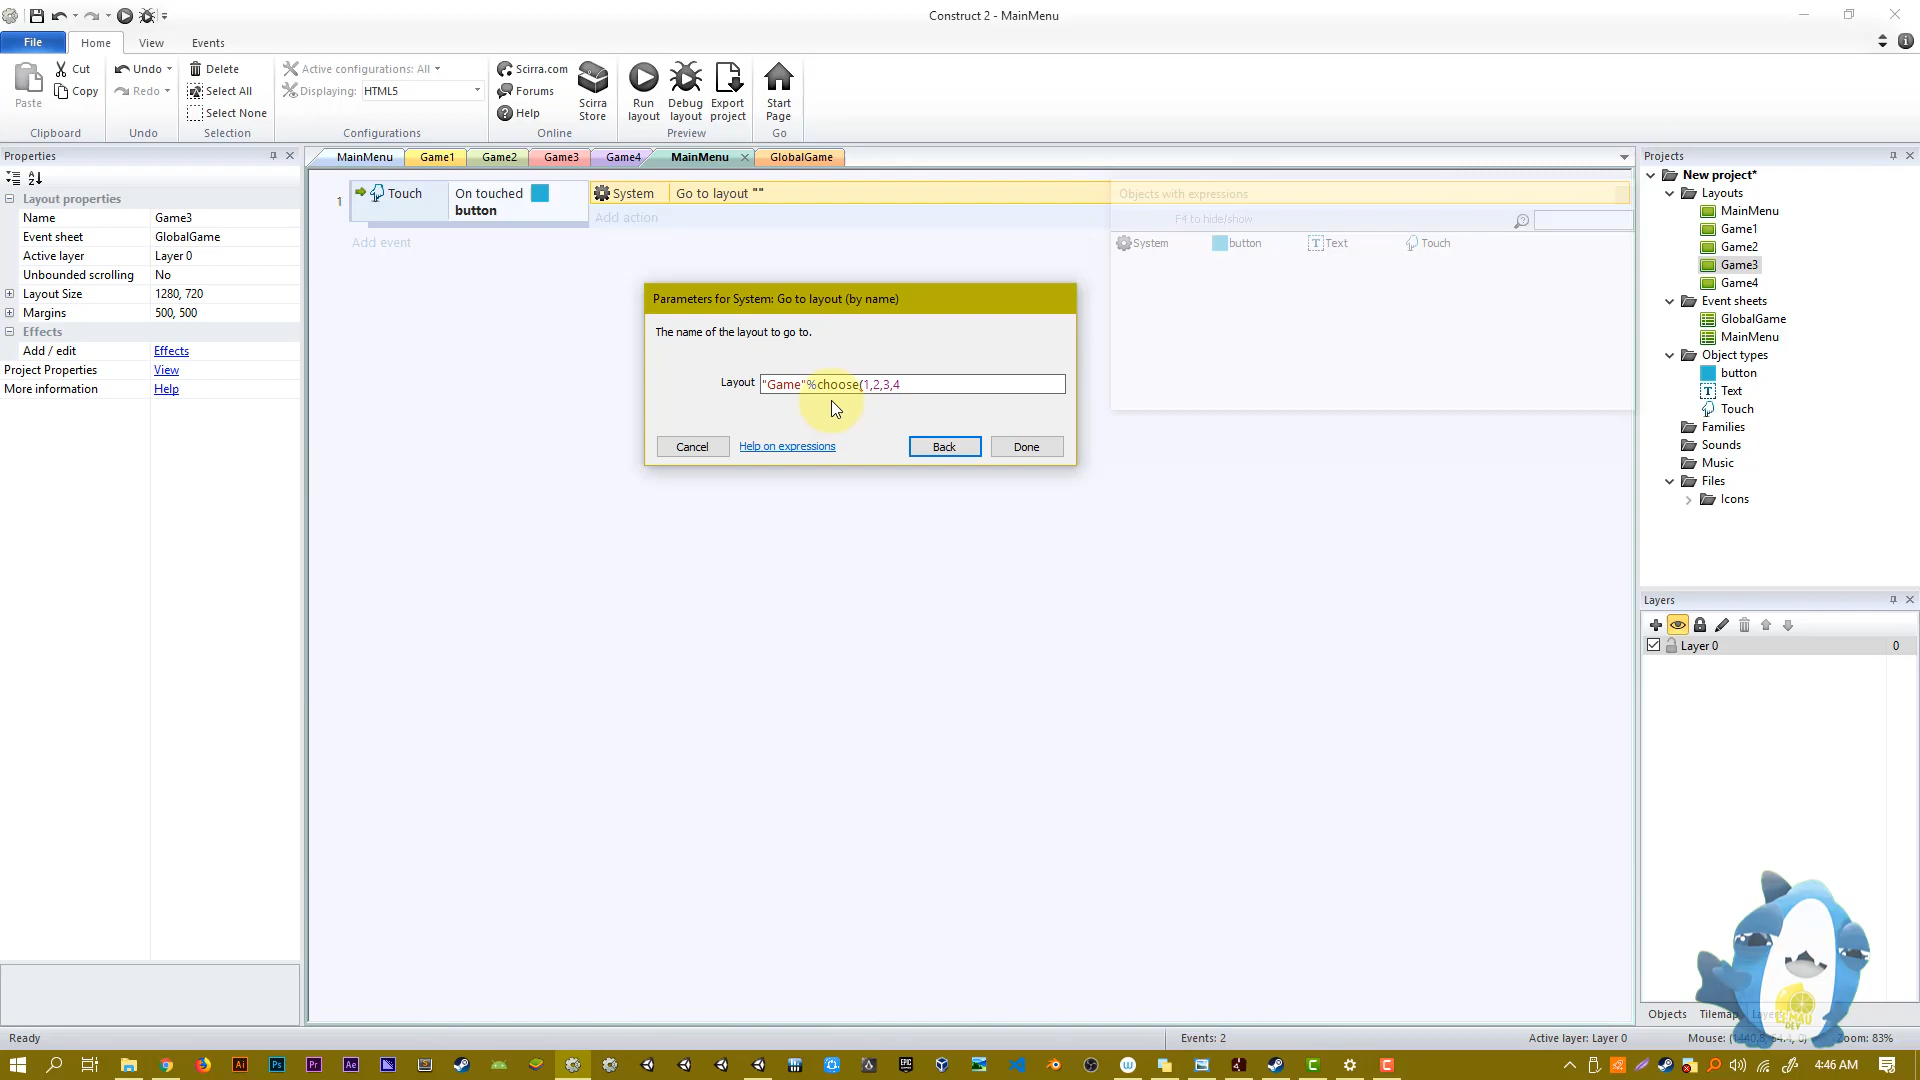 Construct 2 - MainMenu
File
Home
View
Events
Paste
Cut
Copy
Clipboard
Undo
Redo
Undo
Delete
Select All
Select None
Selection
Active configurations: All
Displaying:
HTML5
Configurations
Scirra.com
Forums
Help
Scirra Store
Online
Run layout
Debug layout
Export project
Preview
Start Page
Go
Properties
Layout properties
Name Game3
Event sheet GlobalGame
Active layer Layer 0
Unbounded scrolling No
Layout Size 1280, 720
Margins 500, 500
Effects
Add / edit Effects
Project Properties View
More information Help
MainMenu
Game1
Game2
Game3
Game4
MainMenu
GlobalGame
1
Touch
On touched
button
System
Go to layout ""
Add action
Add event
Objects with expressions
F4 to hide/show
System
button
Text
Touch
Parameters for System: Go to layout (by name)
The name of the layout to go to.
Layout
"Game"%choose(1,2,3,4
Cancel
Help on expressions
Back
Done
Projects
New project*
Layouts
MainMenu
Game1
Game2
Game3
Game4
Event sheets
GlobalGame
MainMenu
Object types
button
Text
Touch
Families
Sounds
Music
Files
Icons
Layers
Layer 0
0
Objects
Tilemap
Ready
Events: 2
Active layer: Layer 0
Zoom: 83%
4:46 AM